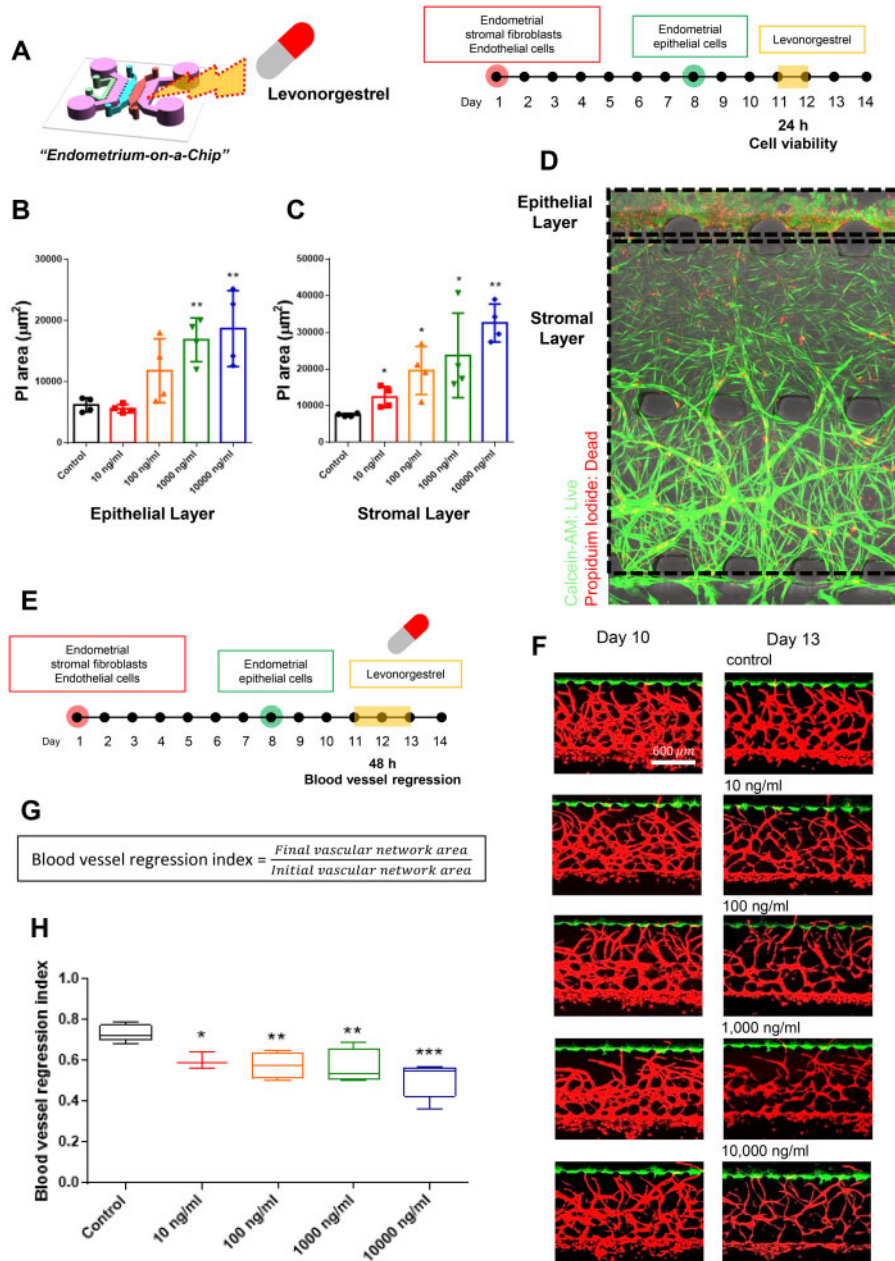 A
Levonorgestrel
"Endometrium-on-a-Chip"
Endometrial
stromal fibroblasts
Endothelial cells
Endometrial
epithelial cells
Levonorgestrel
Day 1 2 3 4 5 6 7 8 9 10 11 12 13 14
24 h
Cell viability
B
PI area (μm²)
30000
20000
10000
0
** **
Control
10 ng/ml
100 ng/ml
1000 ng/ml
10000 ng/ml
Epithelial Layer
C
PI area (μm²)
50000
40000
30000
20000
10000
0
* * * **
Control
10 ng/ml
100 ng/ml
1000 ng/ml
10000 ng/ml
Stromal Layer
D
Epithelial
Layer
Stromal
Layer
Calcein-AM: Live
Propiduim Iodide: Dead
E
Endometrial
stromal fibroblasts
Endothelial cells
Endometrial
epithelial cells
Levonorgestrel
Day 1 2 3 4 5 6 7 8 9 10 11 12 13 14
48 h
Blood vessel regression
F
Day 10 Day 13
control
600 μm
10 ng/ml
100 ng/ml
1,000 ng/ml
10,000 ng/ml
G
Blood vessel regression index = Final vascular network area
Initial vascular network area
H
Blood vessel regression index
1.0
0.8
0.6
0.4
0.2
0.0
* ** ** ***
Control
10 ng/ml
100 ng/ml
1000 ng/ml
10000 ng/ml